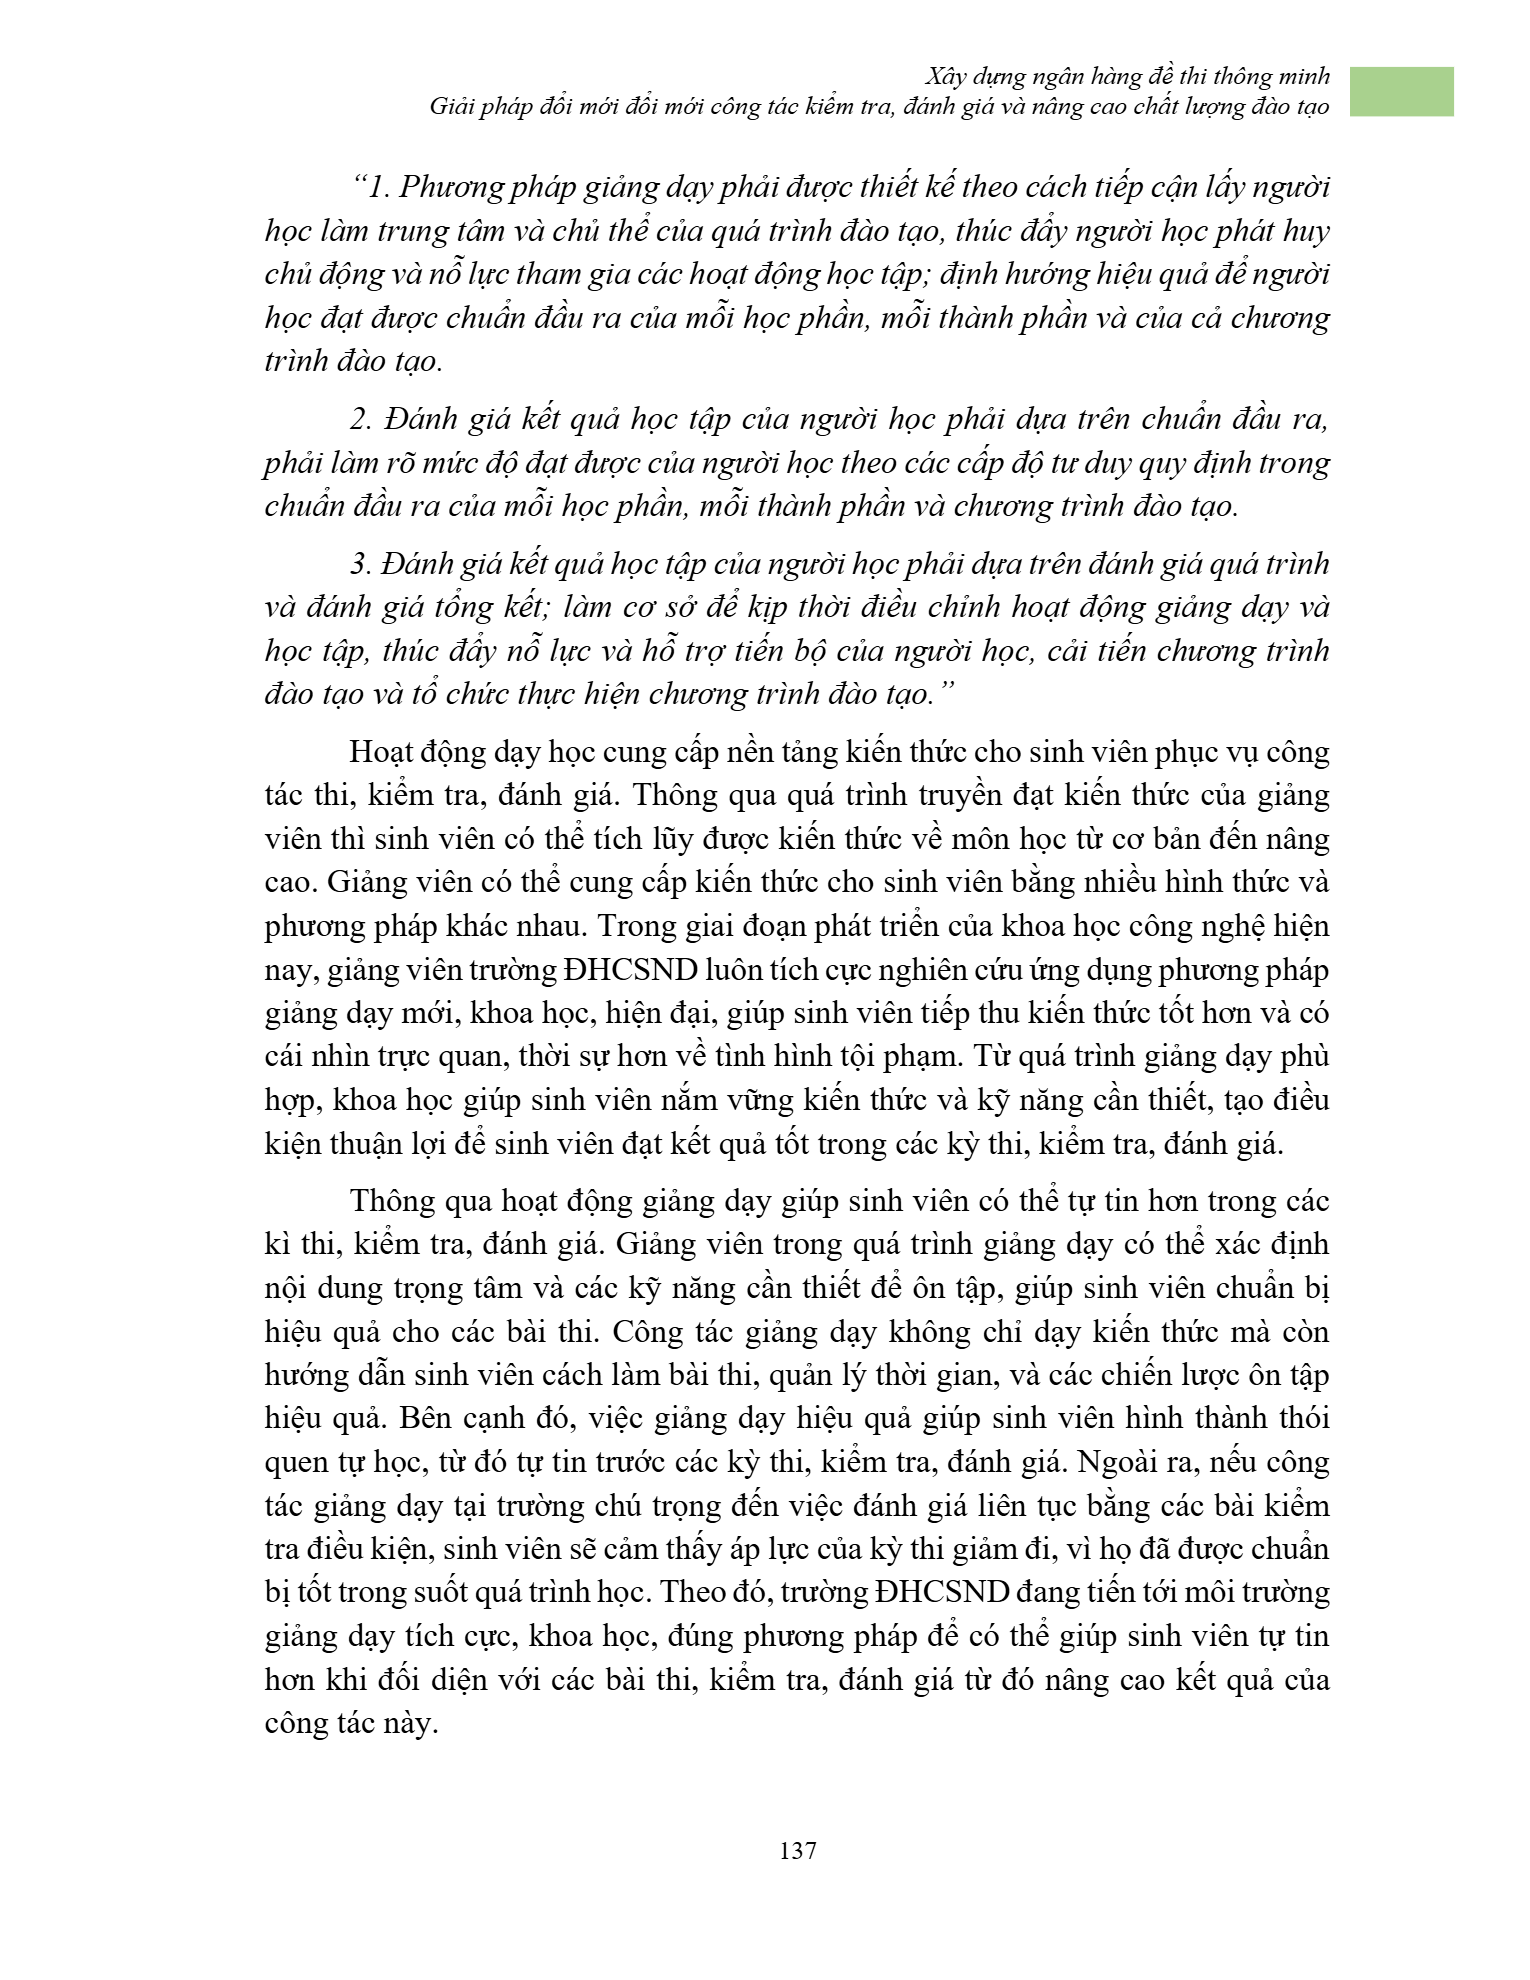 Xây dựng ngân hàng đề thi thông minh
Giải pháp đổi mới đổi mới công tác kiểm tra, đánh giá và nâng cao chất lượng đào tạo
“1. Phương pháp giảng dạy phải được thiết kế theo cách tiếp cận lấy người
học làm trung tâm và chủ thể của quá trình đào tạo, thúc đẩy người học phát huy
chủ động và nỗ lực tham gia các hoạt động học tập; định hướng hiệu quả để người
học đạt được chuẩn đầu ra của mỗi học phần, mỗi thành phần và của cả chương
trình đào tạo.
2. Đánh giá kết quả học tập của người học phải dựa trên chuẩn đầu ra,
phải làm rõ mức độ đạt được của người học theo các cấp độ tư duy quy định trong
chuẩn đầu ra của mỗi học phần, mỗi thành phần và chương trình đào tạo.
3. Đánh giá kết quả học tập của người học phải dựa trên đánh giá quá trình
và đánh giá tổng kết; làm cơ sở để kịp thời điều chỉnh hoạt động giảng dạy và
học tập, thúc đẩy nỗ lực và hỗ trợ tiến bộ của người học, cải tiến chương trình
đào tạo và tổ chức thực hiện chương trình đào tạo.”
Hoạt động dạy học cung cấp nền tảng kiến thức cho sinh viên phục vụ công
tác thi, kiểm tra, đánh giá. Thông qua quá trình truyền đạt kiến thức của giảng
viên thì sinh viên có thể tích lũy được kiến thức về môn học từ cơ bản đến nâng
cao. Giảng viên có thể cung cấp kiến thức cho sinh viên bằng nhiều hình thức và
phương pháp khác nhau. Trong giai đoạn phát triển của khoa học công nghệ hiện
nay, giảng viên trường ĐHCSND luôn tích cực nghiên cứu ứng dụng phương pháp
giảng dạy mới, khoa học, hiện đại, giúp sinh viên tiếp thu kiến thức tốt hơn và có
cái nhìn trực quan, thời sự hơn về tình hình tội phạm. Từ quá trình giảng dạy phù
hợp, khoa học giúp sinh viên nắm vững kiến thức và kỹ năng cần thiết, tạo điều
kiện thuận lợi để sinh viên đạt kết quả tốt trong các kỳ thi, kiểm tra, đánh giá.
Thông qua hoạt động giảng dạy giúp sinh viên có thể tự tin hơn trong các
kì thi, kiểm tra, đánh giá. Giảng viên trong quá trình giảng dạy có thể xác định
nội dung trọng tâm và các kỹ năng cần thiết để ôn tập, giúp sinh viên chuẩn bị
hiệu quả cho các bài thi. Công tác giảng dạy không chỉ dạy kiến thức mà còn
hướng dẫn sinh viên cách làm bài thi, quản lý thời gian, và các chiến lược ôn tập
hiệu quả. Bên cạnh đó, việc giảng dạy hiệu quả giúp sinh viên hình thành thói
quen tự học, từ đó tự tin trước các kỳ thi, kiểm tra, đánh giá. Ngoài ra, nếu công
tác giảng dạy tại trường chú trọng đến việc đánh giá liên tục bằng các bài kiểm
tra điều kiện, sinh viên sẽ cảm thấy áp lực của kỳ thi giảm đi, vì họ đã được chuẩn
bị tốt trong suốt quá trình học. Theo đó, trường ĐHCSND đang tiến tới môi trường
giảng dạy tích cực, khoa học, đúng phương pháp để có thể giúp sinh viên tự tin
hơn khi đối diện với các bài thi, kiểm tra, đánh giá từ đó nâng cao kết quả của
công tác này.
137